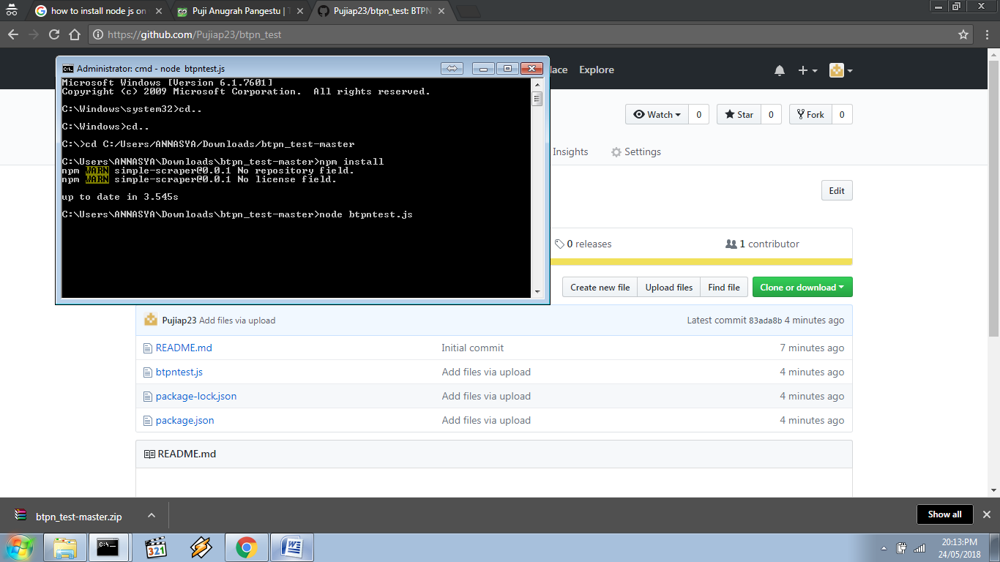 how to install node js on
Puji Anugrah Pangestu | T
Pujiap23/btpn_test: BTPN
https://github.com/Pujiap23/btpn_test
Administrator: cmd - node btpntest.js
Microsoft Windows [Version 6.1.7601]
Copyright (c) 2009 Microsoft Corporation. All rights reserved.
C:\Windows\system32>cd..
C:\Windows>cd..
C:\>cd C:/Users/ANNASYA/Downloads/btpn_test-master
C:\Users\ANNASYA\Downloads\btpn_test-master>npm install
npm WARN simple-scraper@0.0.1 No repository field.
npm WARN simple-scraper@0.0.1 No license field.
up to date in 3.545s
C:\Users\ANNASYA\Downloads\btpn_test-master>node btpntest.js
lace Explore
Watch 0 Star 0 Fork 0
Insights Settings
Edit
0 releases 1 contributor
Create new file Upload files Find file Clone or download
Pujiap23 Add files via upload Latest commit 83ada8b 4 minutes ago
README.md Initial commit 7 minutes ago
btpntest.js Add files via upload 4 minutes ago
package-lock.json Add files via upload 4 minutes ago
package.json Add files via upload 4 minutes ago
README.md
btpn_test-master.zip Show all
321
20:13:PM
24/05/2018